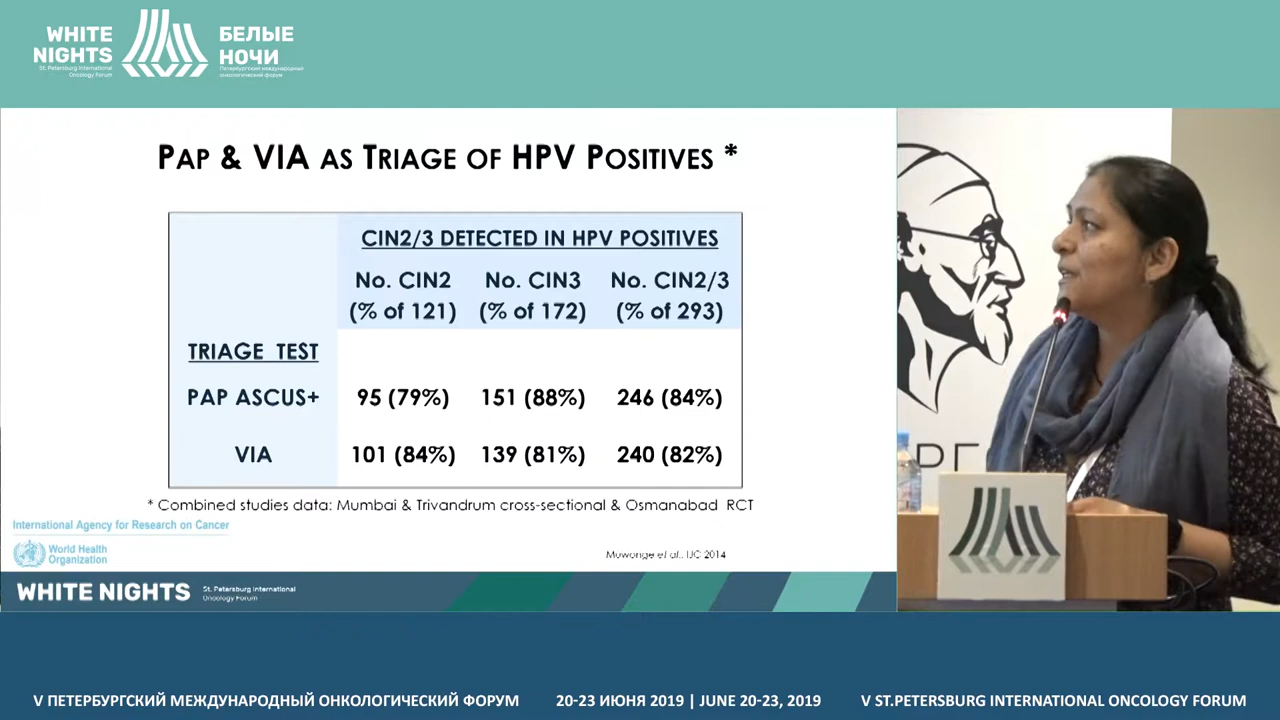 WHITE
NIGHTS
St. Petersburg International
Oncology Forum
БЕЛЫЕ
НОЧИ
Петербургский международный
онкологический форум
PAP & VIA AS TRIAGE OF HPV POSITIVES *
CIN2/3 DETECTED IN HPV POSITIVES
No. CIN2 No. CIN3 No. CIN2/3
(% of 121) (% of 172) (% of 293)
TRIAGE TEST
PAP ASCUS+ 95 (79%) 151 (88%) 246 (84%)
VIA 101 (84%) 139 (81%) 240 (82%)
* Combined studies data: Mumbai & Trivandrum cross-sectional & Osmanabad RCT
International Agency for Research on Cancer
World Health
Organization
Muwonge et al., IJC 2014
WHITE NIGHTS
St. Petersburg International
Oncology Forum
V ПЕТЕРБУРГСКИЙ МЕЖДУНАРОДНЫЙ ОНКОЛОГИЧЕСКИЙ ФОРУМ 20-23 ИЮНЯ 2019 | JUNE 20-23, 2019 V ST.PETERSBURG INTERNATIONAL ONCOLOGY FORUM